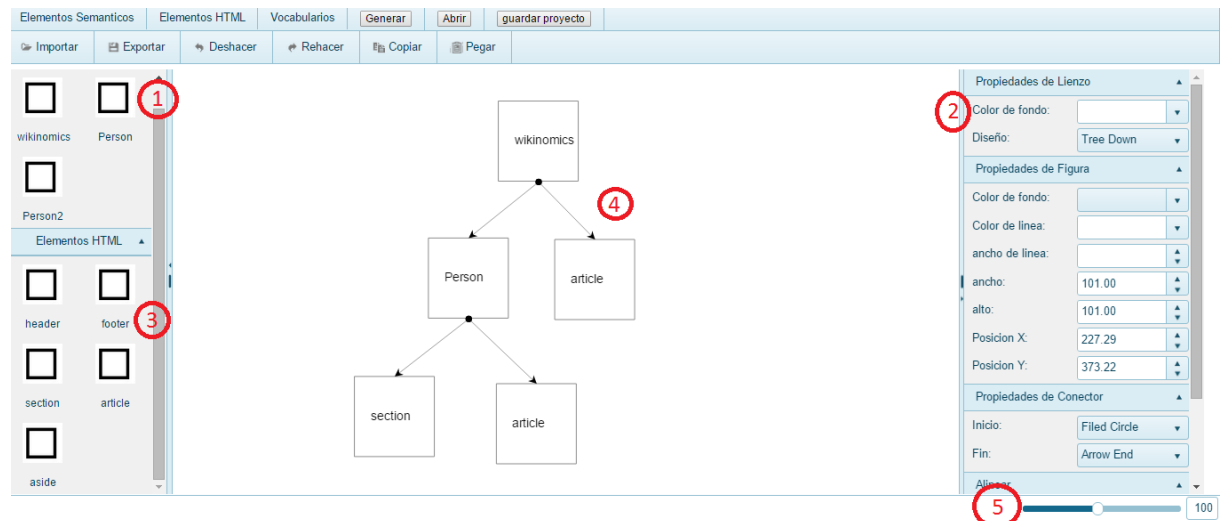 Elementos Semanticos Elementos HTML Vocabularios Generar Abrir guardar proyecto
Importar Exportar Deshacer Rehacer Copiar Pegar
1
wikinomics Person
Person2
Elementos HTML
header footer
3
section article
aside
wikinomics
4
Person article
section article
Propiedades de Lienzo
2
Color de fondo:
Diseño: Tree Down
Propiedades de Figura
Color de fondo:
Color de linea:
ancho de linea:
ancho: 101.00
alto: 101.00
Posicion X: 227.29
Posicion Y: 373.22
Propiedades de Conector
Inicio: Filed Circle
Fin: Arrow End
Alinear
5 100